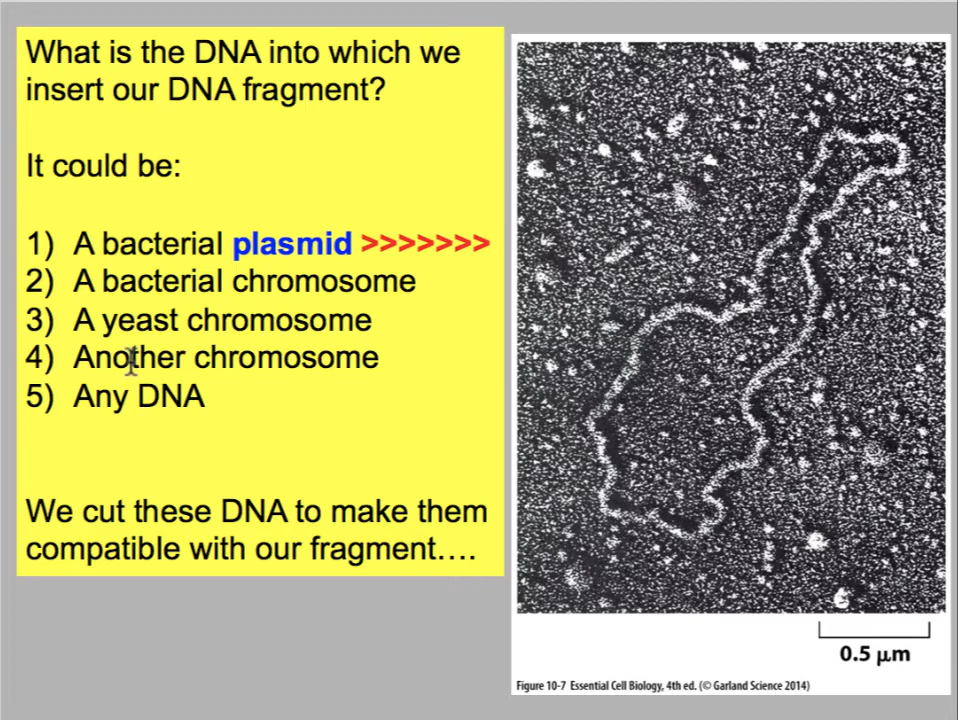 What is the DNA into which we
insert our DNA fragment?
It could be:
1) A bacterial plasmid >>>>>>>
2) A bacterial chromosome
3) A yeast chromosome
4) Another chromosome
5) Any DNA
We cut these DNA to make them
compatible with our fragment….
0.5 µm
Figure 10-7 Essential Cell Biology, 4th ed. (© Garland Science 2014)